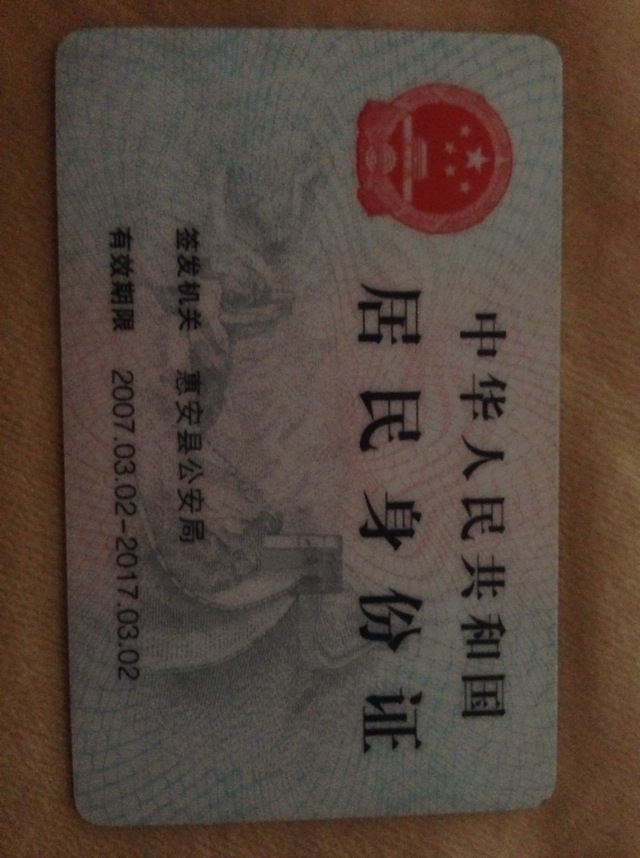 中华人民共和国
居民身份证
签发机关 惠安县公安局
有效期限 2007.03.02-2017.03.02